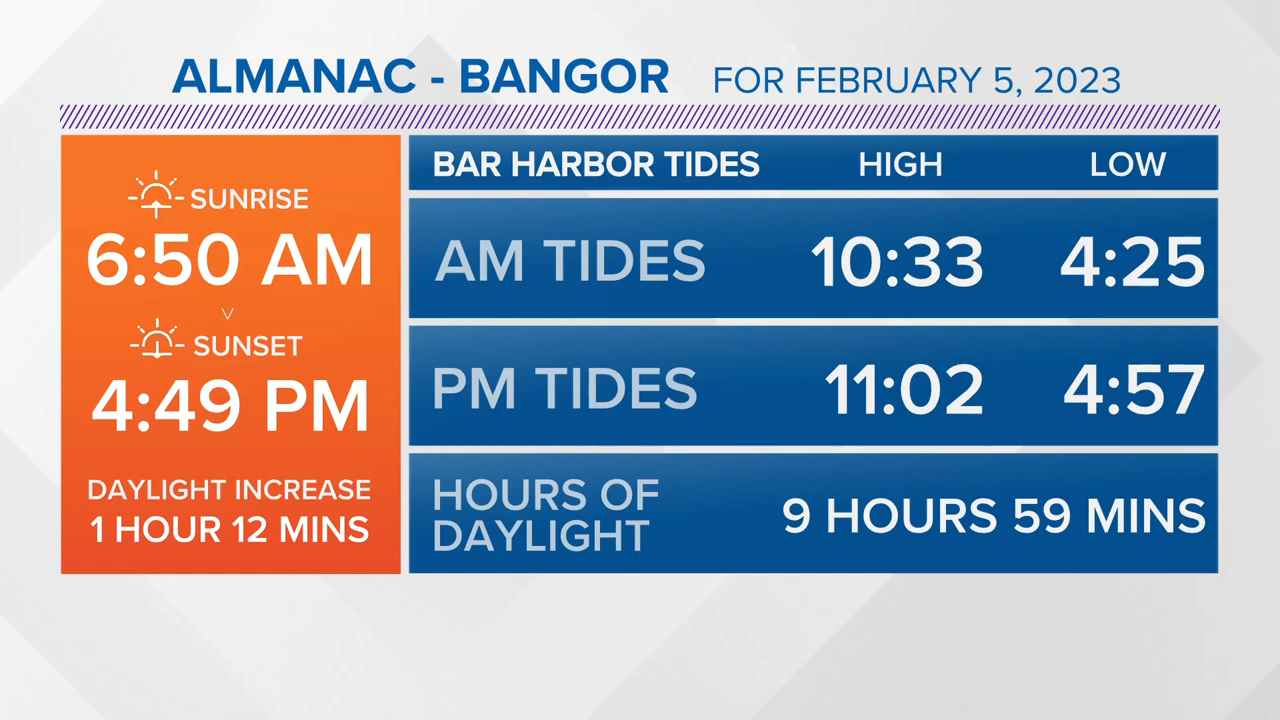 ALMANAC - BANGOR FOR FEBRUARY 5, 2023
SUNRISE
6:50 AM
SUNSET
4:49 PM
DAYLIGHT INCREASE
1 HOUR 12 MINS
BAR HARBOR TIDES HIGH LOW
AM TIDES 10:33 4:25
PM TIDES 11:02 4:57
HOURS OF
DAYLIGHT
9 HOURS 59 MINS